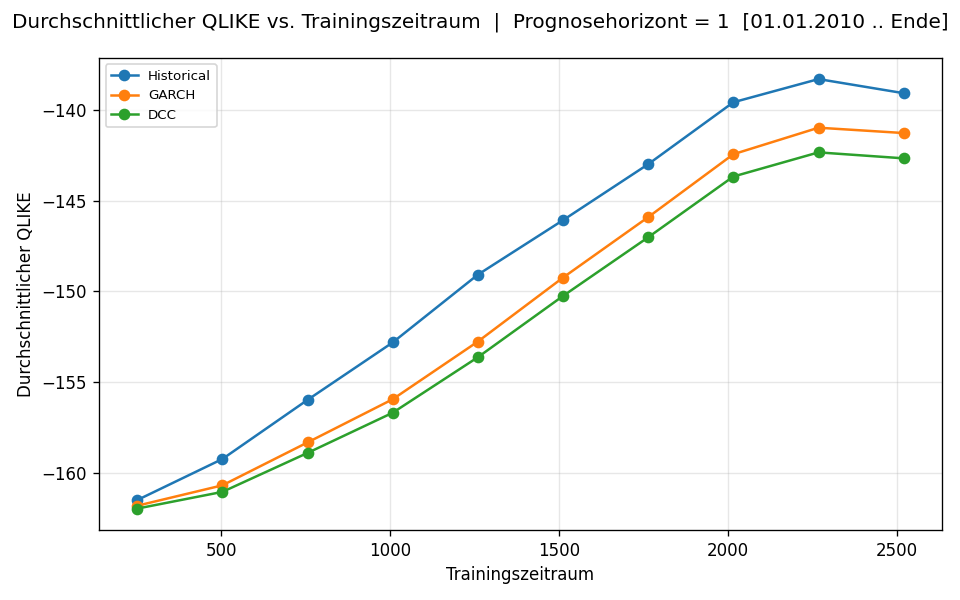 Durchschnittlicher QLIKE vs. Trainingszeitraum | Prognosehorizont = 1 [01.01.2010 .. Ende]
Historical
GARCH
DCC
Durchschnittlicher QLIKE
−140
−145
−150
−155
−160
500 1000 1500 2000 2500
Trainingszeitraum